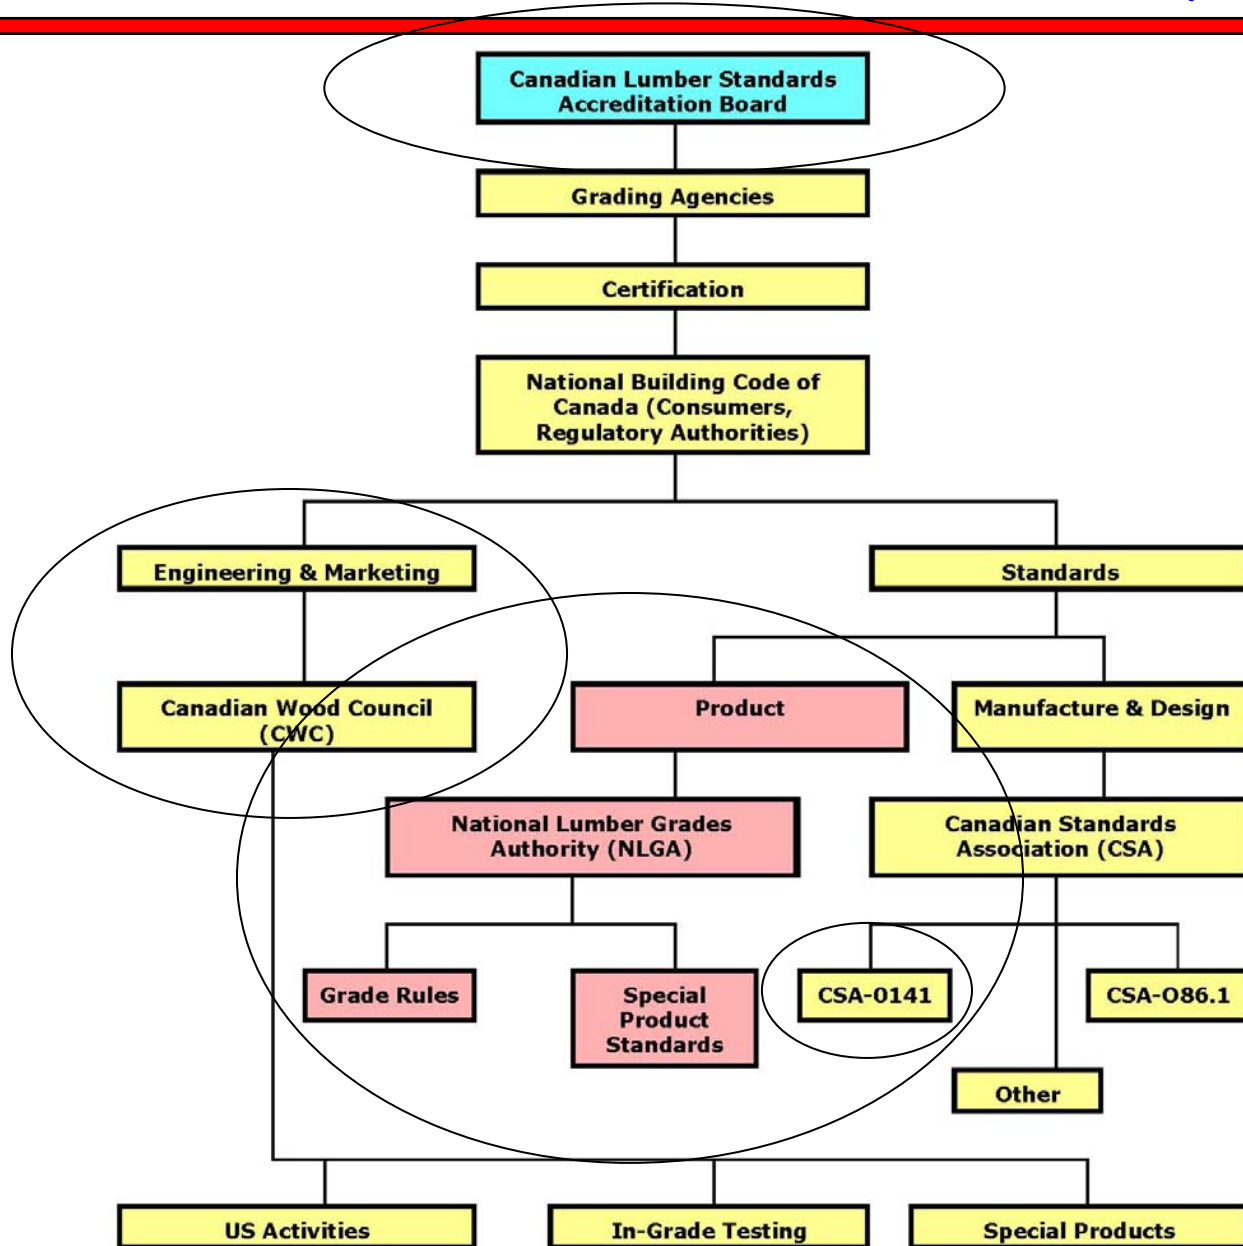 Canadian Lumber Standards
Accreditation Board
Grading Agencies
Certification
National Building Code of
Canada (Consumers,
Regulatory Authorities)
Engineering & Marketing
Standards
Canadian Wood Council
(CWC)
Product
Manufacture & Design
National Lumber Grades
Authority (NLGA)
Canadian Standards
Association (CSA)
Grade Rules
Special
Product
Standards
CSA-0141
CSA-O86.1
Other
US Activities
In-Grade Testing
Special Products